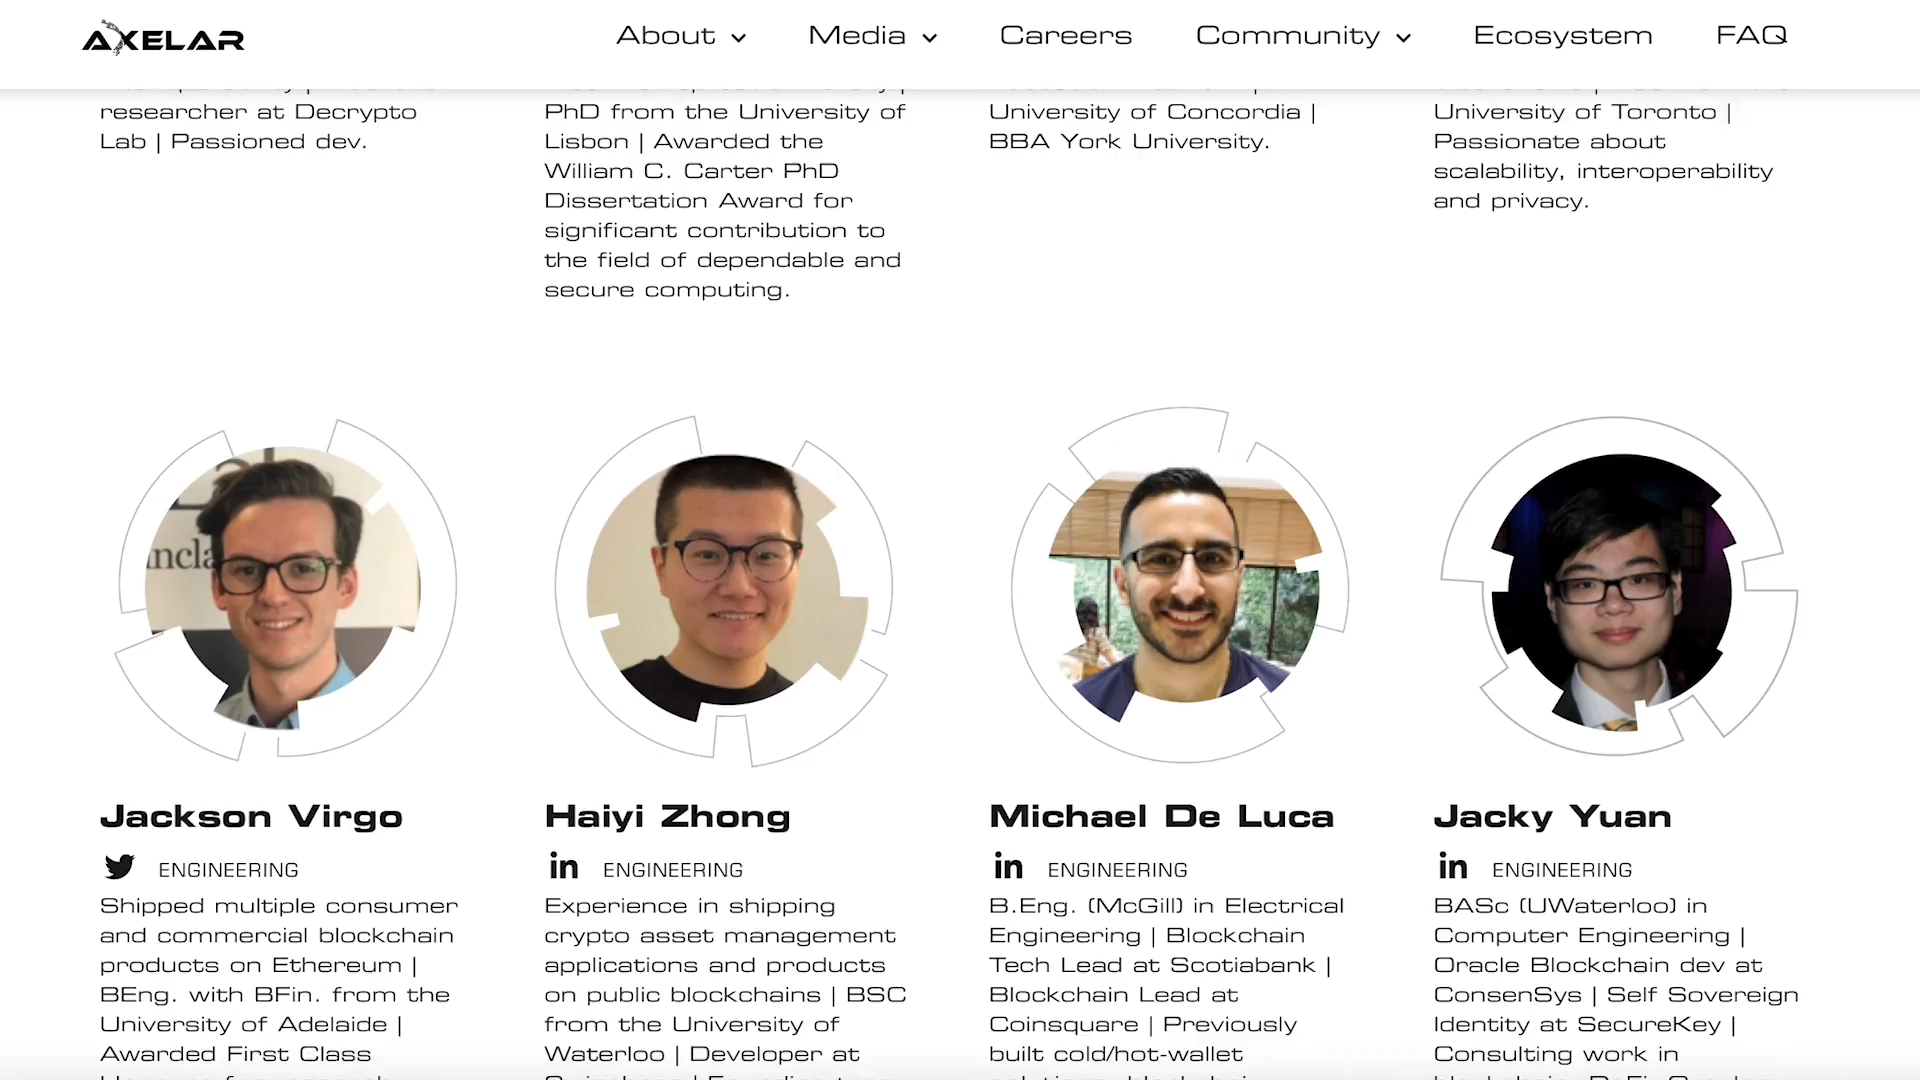 AXELAR
About
Media
Careers
Community
Ecosystem
FAQ
researcher at Decrypto
Lab | Passioned dev.
PhD from the University of
Lisbon | Awarded the
William C. Carter PhD
Dissertation Award for
significant contribution to
the field of dependable and
secure computing.
University of Concordia |
BBA York University.
University of Toronto |
Passionate about
scalability, interoperability
and privacy.
Jackson Virgo
ENGINEERING
Shipped multiple consumer
and commercial blockchain
products on Ethereum |
BEng. with BFin. from the
University of Adelaide |
Awarded First Class
Haiyi Zhong
in ENGINEERING
Experience in shipping
crypto asset management
applications and products
on public blockchains | BSC
from the University of
Waterloo | Developer at
Michael De Luca
in ENGINEERING
B.Eng. (McGill) in Electrical
Engineering | Blockchain
Tech Lead at Scotiabank |
Blockchain Lead at
Coinsquare | Previously
built cold/hot-wallet
Jacky Yuan
in ENGINEERING
BASc (UWaterloo) in
Computer Engineering |
Oracle Blockchain dev at
ConsenSys | Self Sovereign
Identity at SecureKey |
Consulting work in